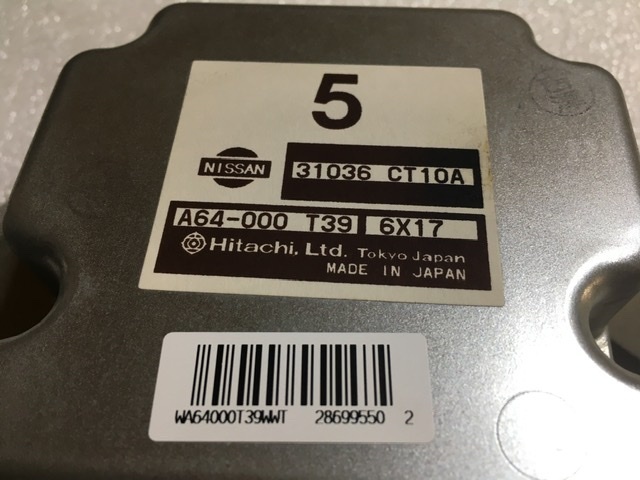 5
NISSAN
31036 CT10A
A64-000 T39 6X17
Hitachi, Ltd. Tokyo Japan
MADE IN JAPAN
WA64000T39WWT 28699550 2